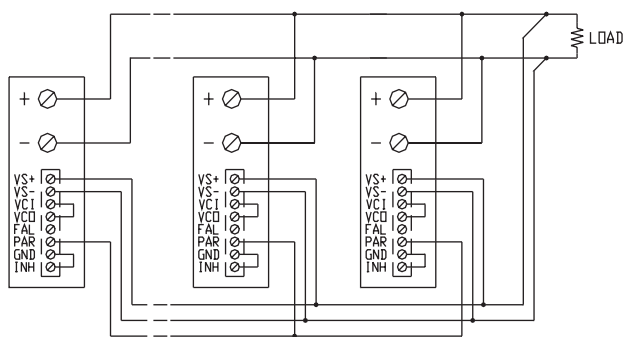 LOAD
+
-
VS+
VS-
VCI
VCO
FAL
PAR
GND
INH
+
-
VS+
VS-
VCI
VCO
FAL
PAR
GND
INH
+
-
VS+
VS-
VCI
VCO
FAL
PAR
GND
INH